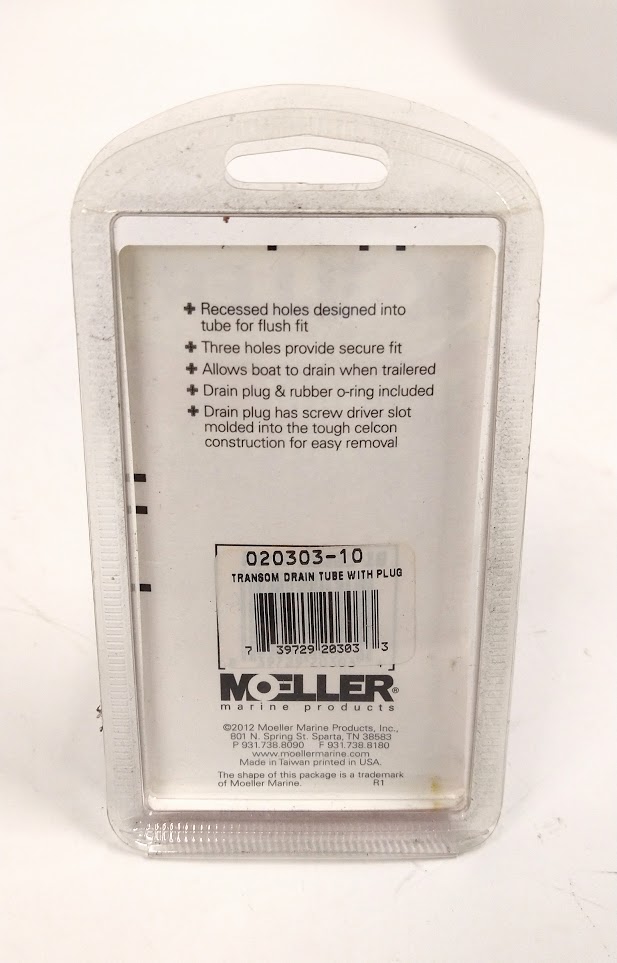 ✚ Recessed holes designed into
tube for flush fit
✚ Three holes provide secure fit
✚ Allows boat to drain when trailered
✚ Drain plug & rubber o-ring included
✚ Drain plug has screw driver slot
molded into the tough celcon
construction for easy removal
020303-10
TRANSOM DRAIN TUBE WITH PLUG
7 39729 20303 3
MOELLER®
marine products
©2012 Moeller Marine Products, Inc.,
801 N. Spring St. Sparta, TN 38583
P 931.738.8090 F 931.738.8180
www.moellermarine.com
Made in Taiwan printed in USA.
The shape of this package is a trademark
of Moeller Marine. R1